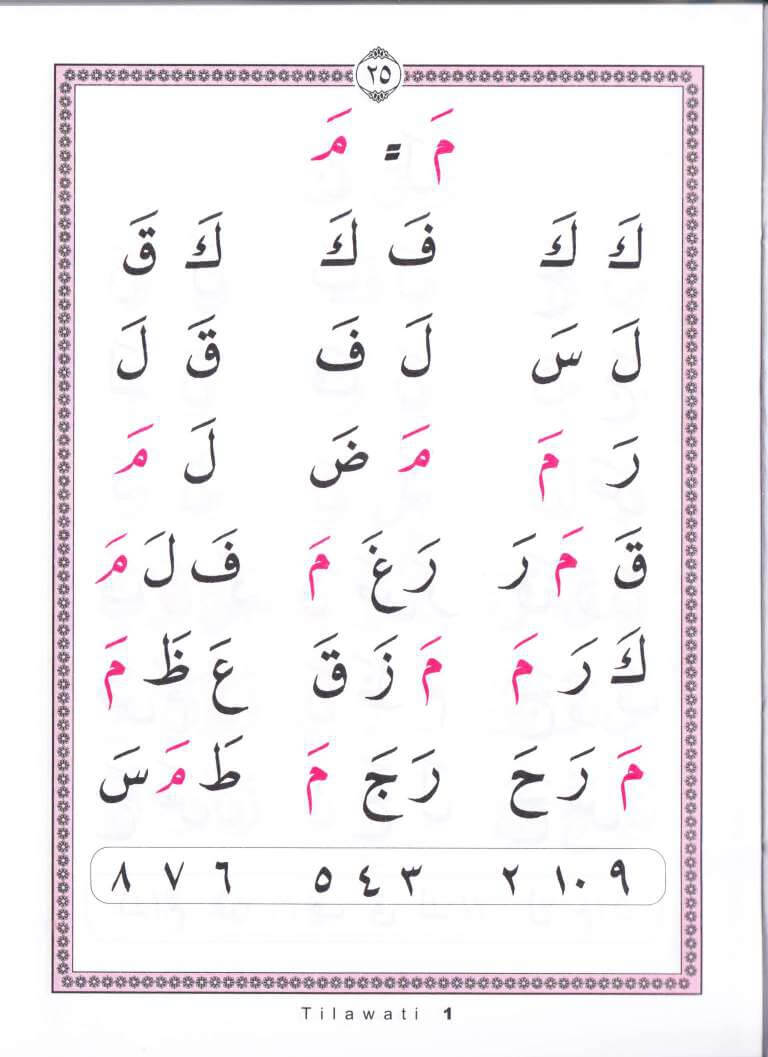 ٢٥
مَ = مَ
كَ كَ فَ كَ كَ قَ
لَ سَ لَ فَ قَ لَ
رَ مَ مَ ضَ لَ مَ
قَ مَ رَ رَ غَ مَ فَ لَ مَ
كَ رَ مَ مَ زَ قَ عَ ظَ مَ
مَ رَ حَ رَ جَ مَ طَ مَ سَ
٩ ١٠ ٢ ٣ ٤ ٥ ٦ ٧ ٨
Tilawati 1